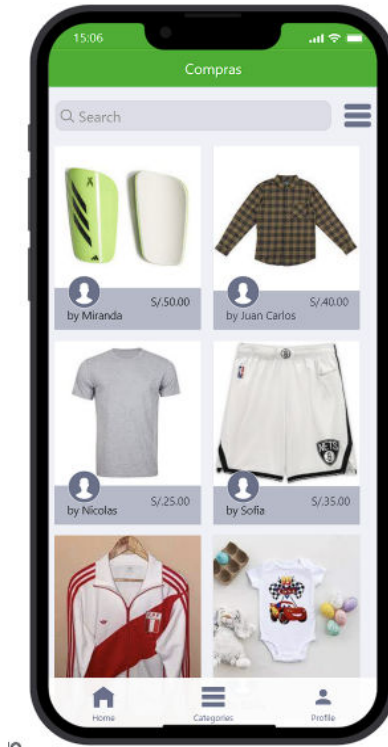 15:06
Compras
Search
S/.50.00
by Miranda
S/.40.00
by Juan Carlos
S/.25.00
by Nicolas
NETS
S/.35.00
by Sofia
Home
Categories
Profile